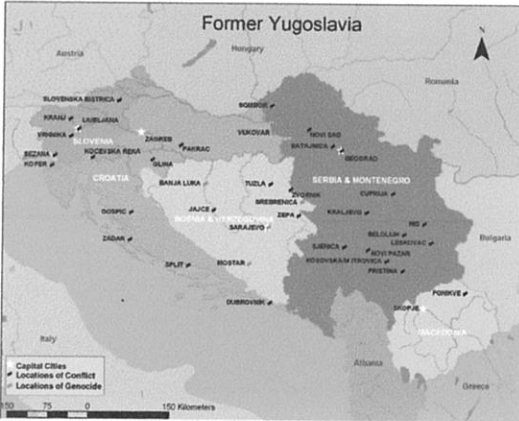 Former Yugoslavia
Austria
Hungary
Romania
SLOVENSKA BISTRICA
SOMBOR
KRANJ
LJUBLJANA
VRHNIKA
SLOVENIA
ZAGREB
VUKOVAR
NOVI SAD
PAKRAC
BATAJNICA
BEOGRAD
SEZANA
KOCEVSKA REKA
KOPER
GLINA
CROATIA
BANJA LUKA
TUZLA
ZVORNIK
SERBIA & MONTENEGRO
CUPRIJA
SREBRENICA
GOSPIC
JAJCE
ZEPA
KRALJEVO
BOSNIA & HERZEGOVINA
SARAJEVO
NIS
BELOLJIN
LESKOVAC
ZADAR
SJENICA
NOVI PAZAR
Bulgaria
SPLIT
MOSTAR
KOSOVSKA MITROVICA
PRISTINA
DUBROVNIK
PONIKVE
SKOPJE
MACEDONIA
Italy
Albania
Greece
Capital Cities
Locations of Conflict
Locations of Genocide
150 75 0 150 Kilometers